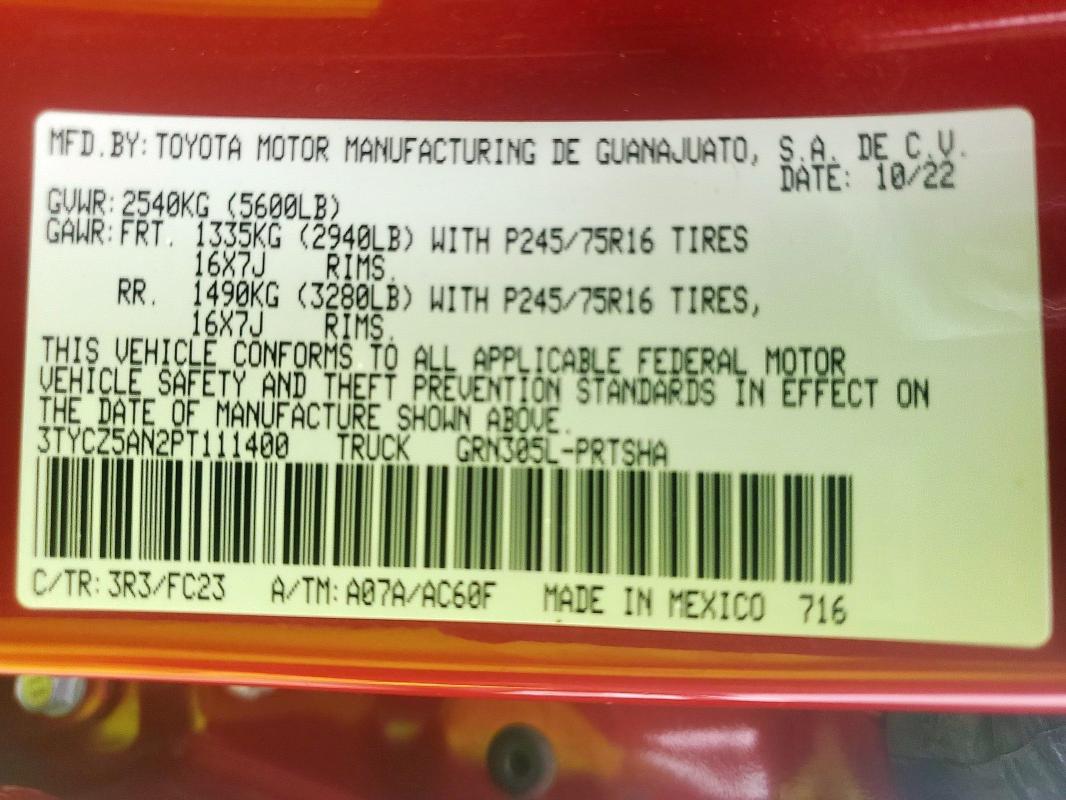 MFD.BY: TOYOTA MOTOR MANUFACTURING DE GUANAJUATO, S.A. DE C.V.
DATE: 10/22
GVWR: 2540KG (5600LB)
GAWR: FRT. 1335KG (2940LB) WITH P245/75R16 TIRES
16X7J RIMS.
RR. 1490KG (3280LB) WITH P245/75R16 TIRES,
16X7J RIMS.
THIS VEHICLE CONFORMS TO ALL APPLICABLE FEDERAL MOTOR
VEHICLE SAFETY AND THEFT PREVENTION STANDARDS IN EFFECT ON
THE DATE OF MANUFACTURE SHOWN ABOVE.
3TYCZ5AN2PT111400 TRUCK GRN305L-PRTSHA
C/TR: 3R3/FC23 A/TM: A07A/AC60F MADE IN MEXICO 716